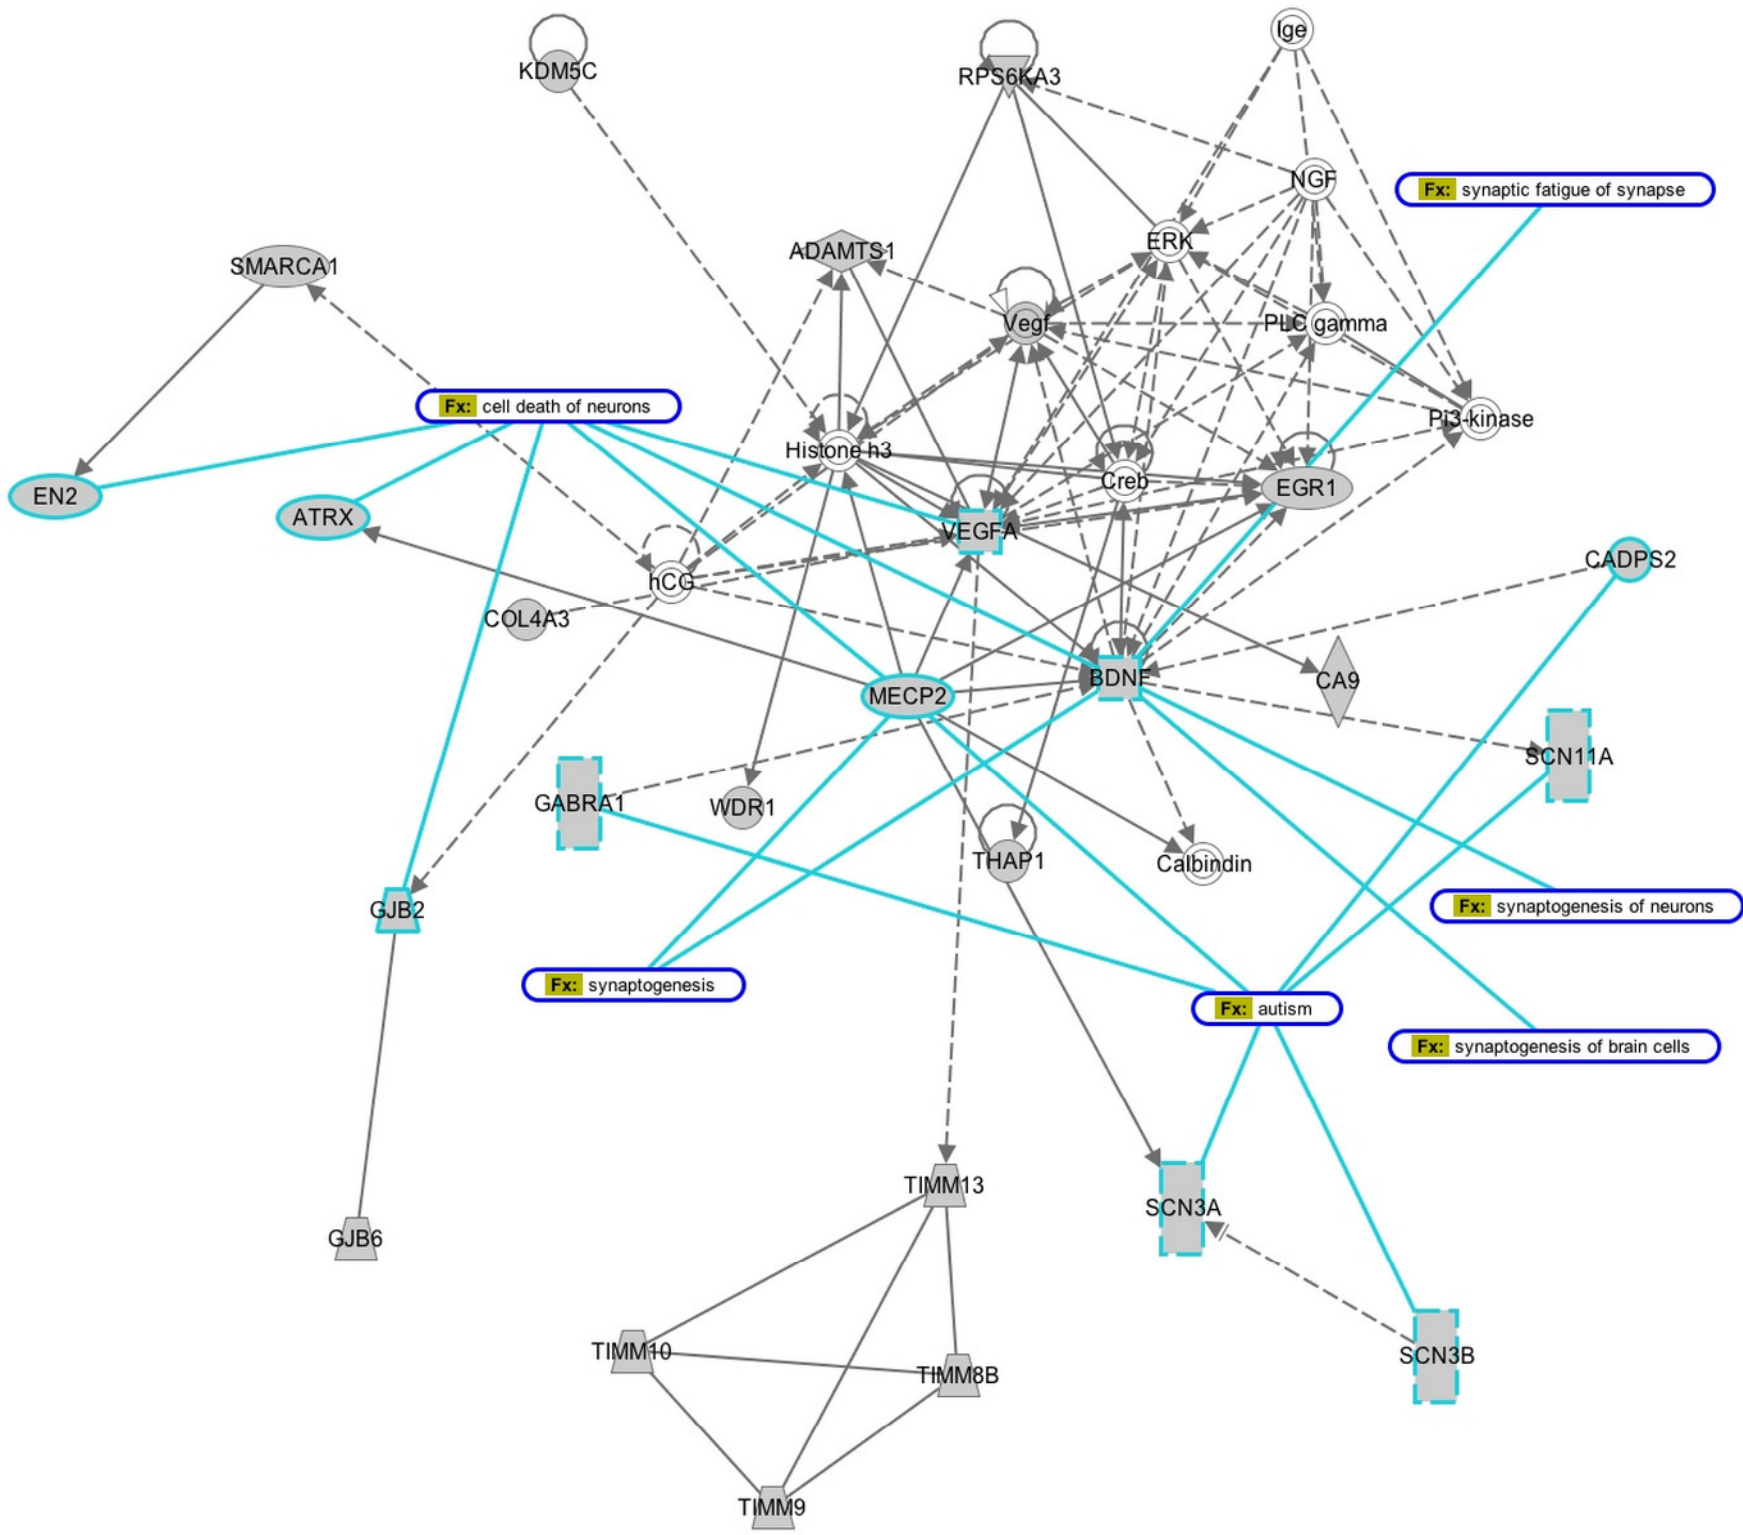 Ige
KDM5C
RPS6KA3
NGF
Fx: synaptic fatigue of synapse
ERK
ADAMTS1
SMARCA1
Vegf
PLC gamma
Fx: cell death of neurons
Pi3-kinase
Histone h3
Creb
EGR1
EN2
ATRX
VEGFA
CADPS2
hCG
COL4A3
BDNF
CA9
MECP2
SCN11A
GABRA1
WDR1
THAP1
Calbindin
GJB2
Fx: synaptogenesis of neurons
Fx: synaptogenesis
Fx: autism
Fx: synaptogenesis of brain cells
TIMM13
SCN3A
GJB6
TIMM10
SCN3B
TIMM8B
TIMM9